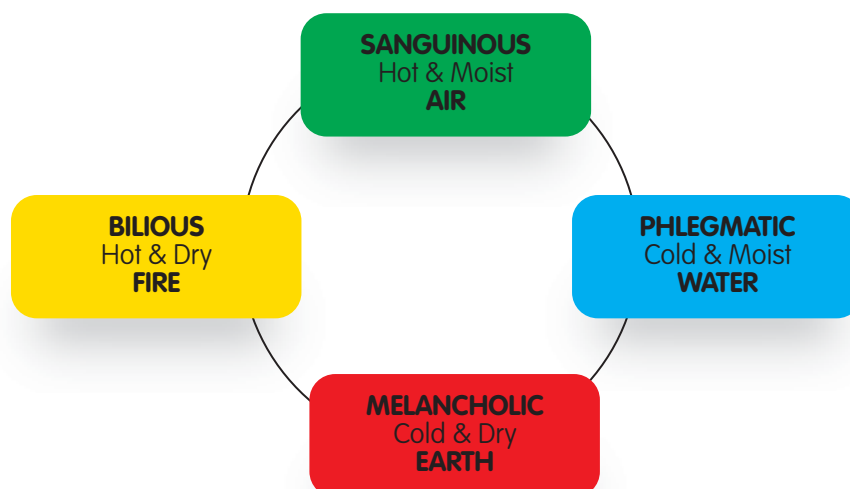 SANGUINOUS
Hot & Moist
AIR
BILIOUS
Hot & Dry
FIRE
PHLEGMATIC
Cold & Moist
WATER
MELANCHOLIC
Cold & Dry
EARTH